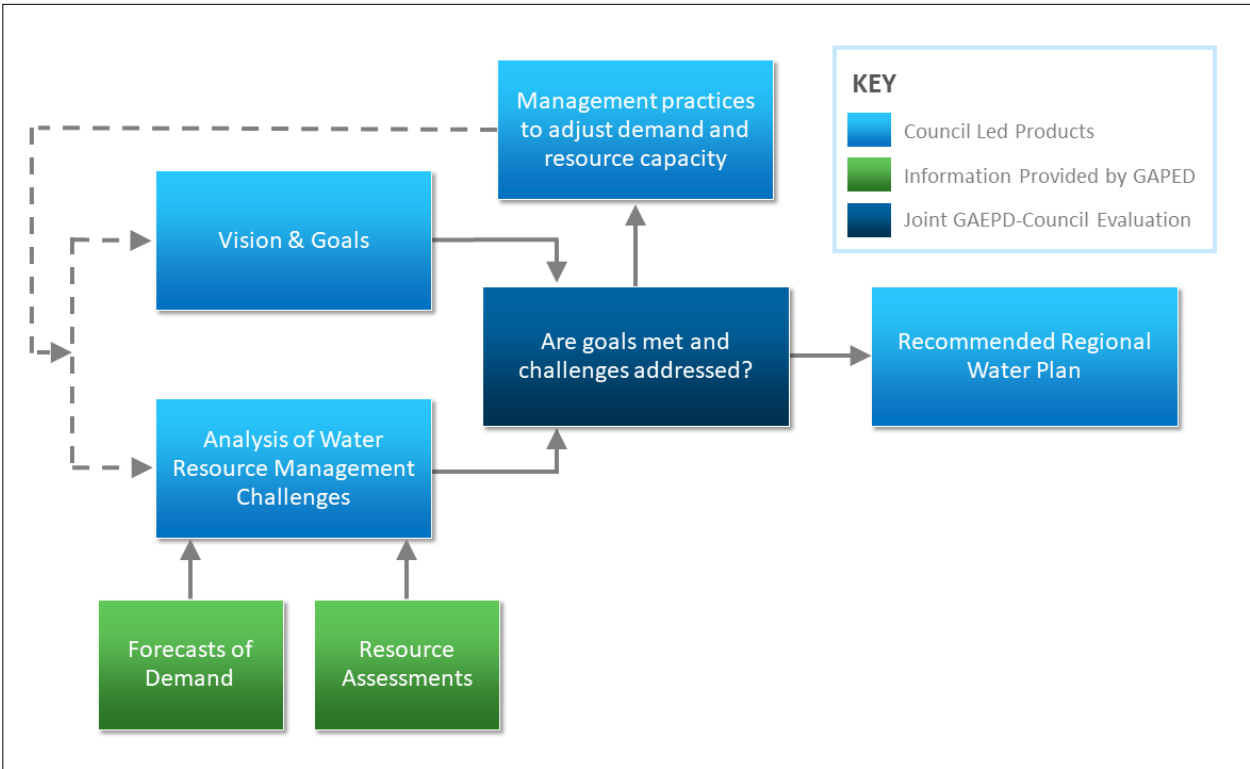 Management practices
to adjust demand and
resource capacity
KEY
Council Led Products
Information Provided by GAPED
Joint GAEPD-Council Evaluation
Vision & Goals
Are goals met and
challenges addressed?
Recommended Regional
Water Plan
Analysis of Water
Resource Management
Challenges
Forecasts of
Demand
Resource
Assessments